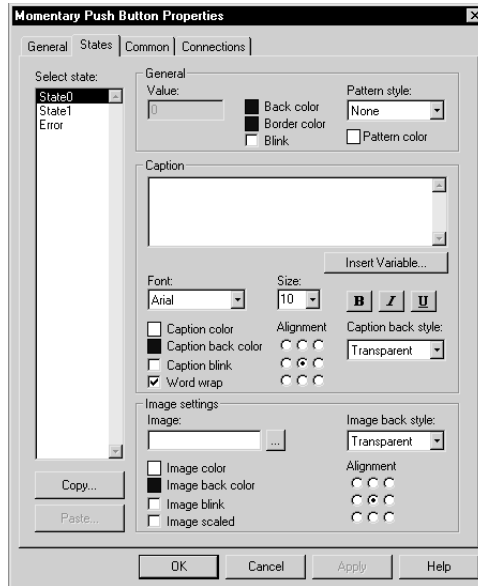 Momentary Push Button Properties
General States Common Connections
Select state:
State0
State1
Error
Copy...
Paste...
General
Value:
0
Back color
Border color
Blink
Pattern style:
None
Pattern color
Caption
Insert Variable...
Font:
Arial
Size:
10
B I U
Caption color
Caption back color
Caption blink
Word wrap
Alignment
Caption back style:
Transparent
Image settings
Image:
...
Image back style:
Transparent
Image color
Image back color
Image blink
Image scaled
Alignment
OK Cancel Apply Help